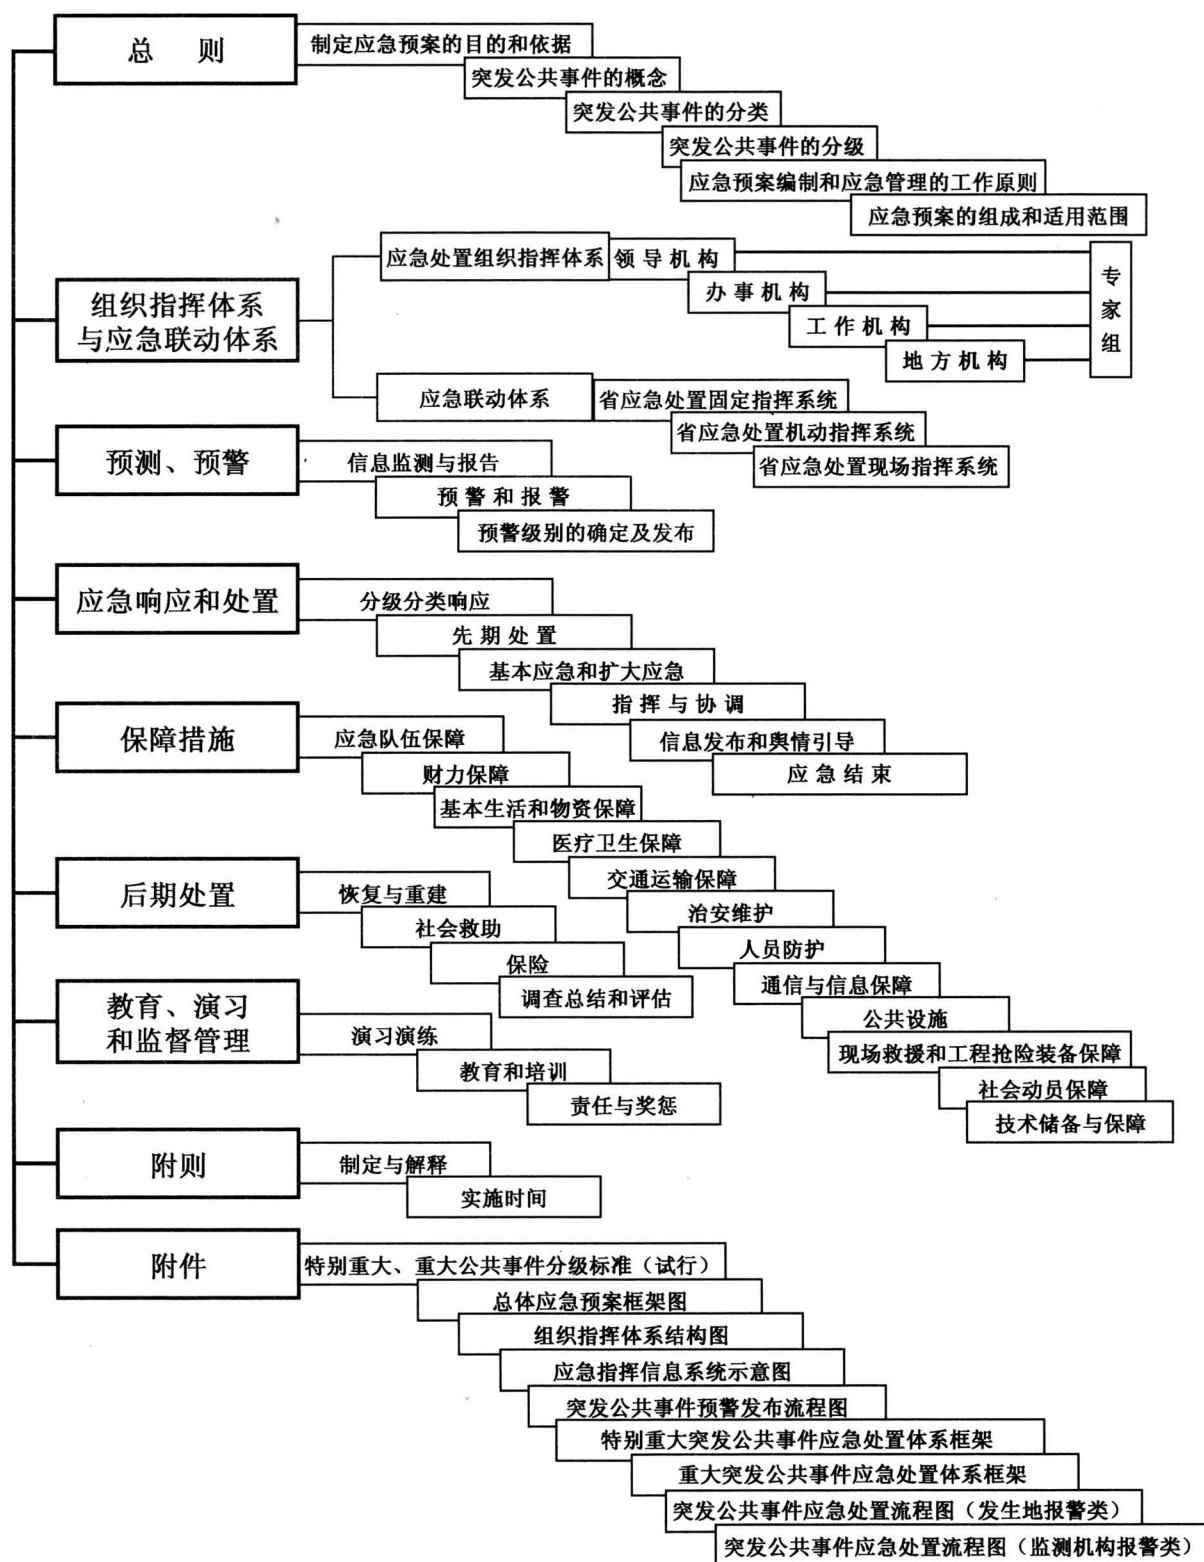 总 则
制定应急预案的目的和依据
突发公共事件的概念
突发公共事件的分类
突发公共事件的分级
应急预案编制和应急管理的工作原则
应急预案的组成和适用范围
组织指挥体系
与应急联动体系
应急处置组织指挥体系
领导机构
办事机构
工作机构
地方机构
专家组
应急联动体系
省应急处置固定指挥系统
省应急处置机动指挥系统
省应急处置现场指挥系统
预测、预警
信息监测与报告
预警和报警
预警级别的确定及发布
应急响应和处置
分级分类响应
先期处置
基本应急和扩大应急
指挥与协调
信息发布和舆情引导
应急结束
保障措施
应急队伍保障
财力保障
基本生活和物资保障
医疗卫生保障
交通运输保障
治安维护
人员防护
通信与信息保障
公共设施
现场救援和工程抢险装备保障
社会动员保障
技术储备与保障
后期处置
恢复与重建
社会救助
保险
调查总结和评估
教育、演习
和监督管理
演习演练
教育和培训
责任与奖惩
附则
制定与解释
实施时间
附件
特别重大、重大公共事件分级标准（试行）
总体应急预案框架图
组织指挥体系结构图
应急指挥信息系统示意图
突发公共事件预警发布流程图
特别重大突发公共事件应急处置体系框架
重大突发公共事件应急处置体系框架
突发公共事件应急处置流程图（发生地报警类）
突发公共事件应急处置流程图（监测机构报警类）